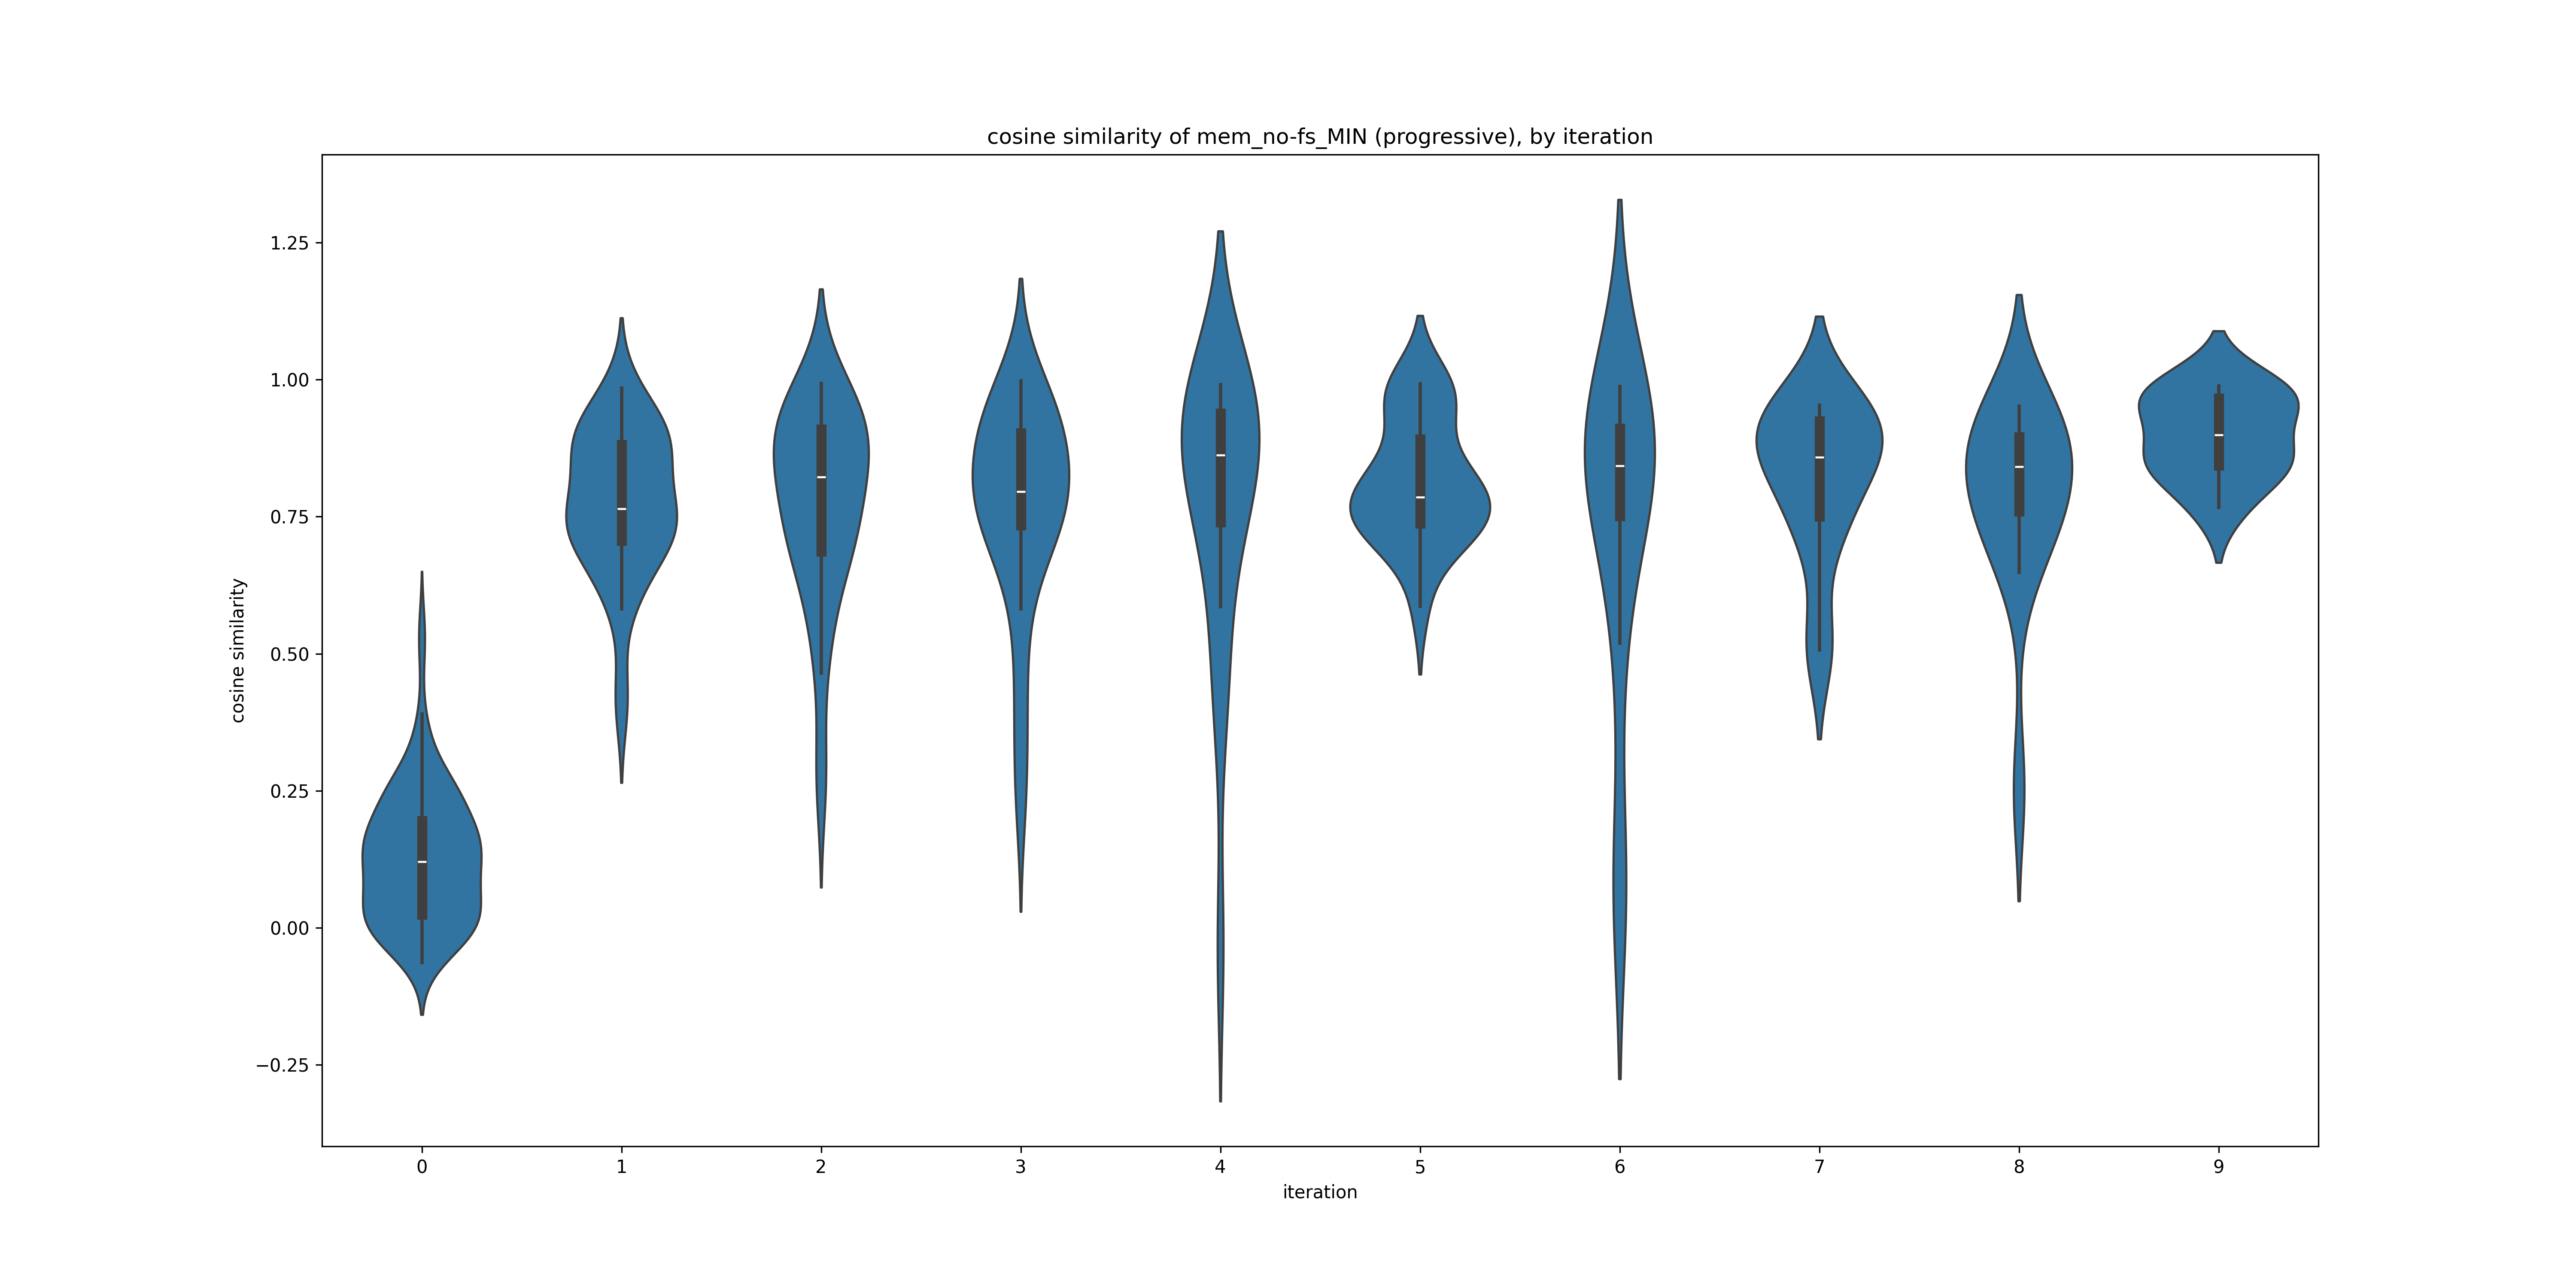 cosine similarity of mem_no-fs_MIN (progressive), by iteration
cosine similarity
1.25
1.00
0.75
0.50
0.25
0.00
−0.25
0 1 2 3 4 5 6 7 8 9
iteration